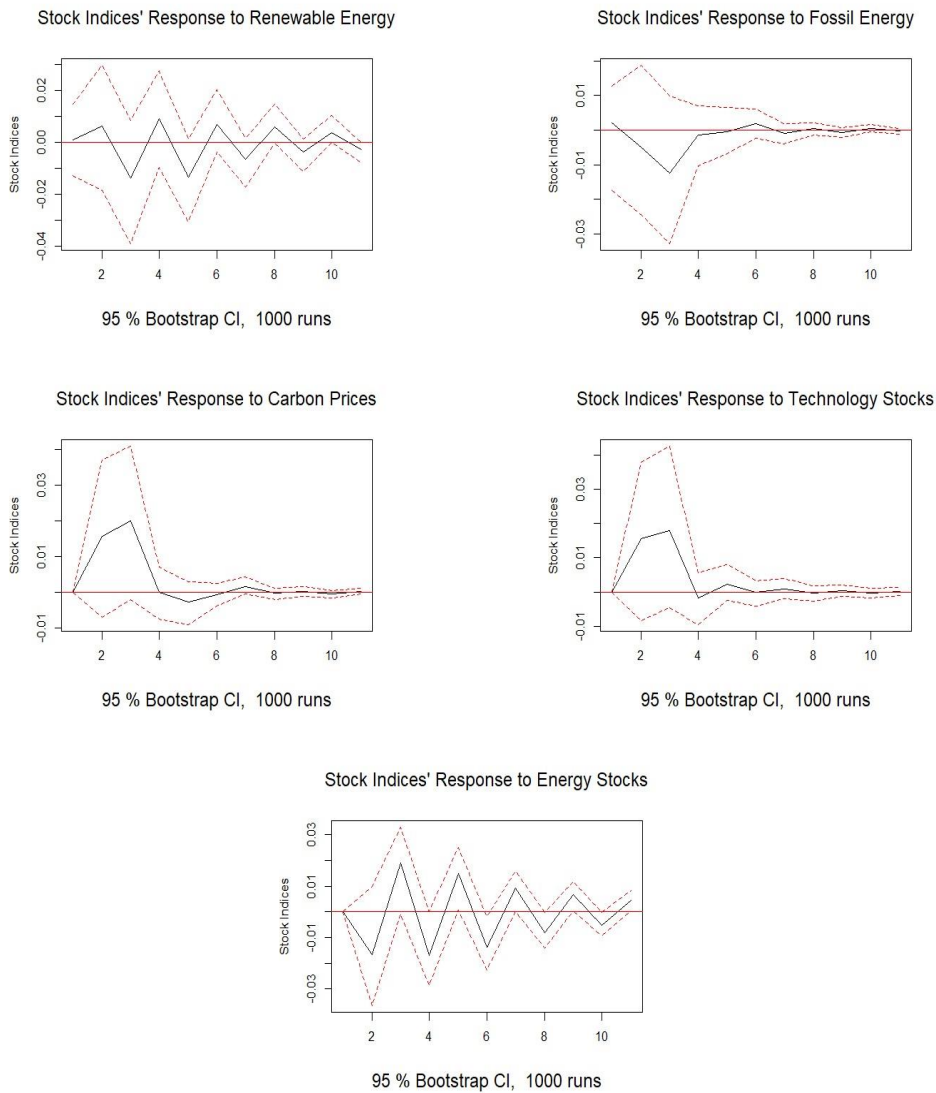 Stock Indices' Response to Renewable Energy
Stock Indices
0.02
0.00
-0.02
-0.04
2 4 6 8 10
95 % Bootstrap CI, 1000 runs
Stock Indices' Response to Fossil Energy
Stock Indices
0.01
-0.01
-0.03
2 4 6 8 10
95 % Bootstrap CI, 1000 runs
Stock Indices' Response to Carbon Prices
Stock Indices
0.03
0.01
-0.01
2 4 6 8 10
95 % Bootstrap CI, 1000 runs
Stock Indices' Response to Technology Stocks
Stock Indices
0.03
0.01
-0.01
2 4 6 8 10
95 % Bootstrap CI, 1000 runs
Stock Indices' Response to Energy Stocks
Stock Indices
0.03
0.01
-0.01
-0.03
2 4 6 8 10
95 % Bootstrap CI, 1000 runs